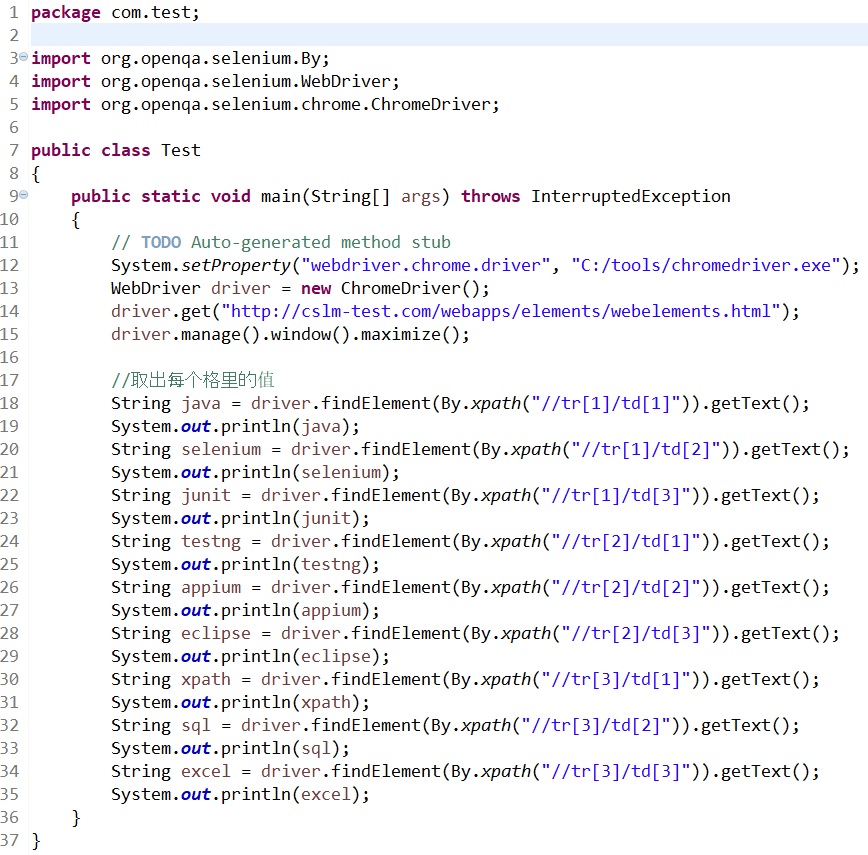 1 package com.test;
2
3 import org.openqa.selenium.By;
4 import org.openqa.selenium.WebDriver;
5 import org.openqa.selenium.chrome.ChromeDriver;
6
7 public class Test
8 {
9     public static void main(String[] args) throws InterruptedException
10     {
11         // TODO Auto-generated method stub
12         System.setProperty("webdriver.chrome.driver", "C:/tools/chromedriver.exe");
13         WebDriver driver = new ChromeDriver();
14         driver.get("http://cslm-test.com/webapps/elements/webelements.html");
15         driver.manage().window().maximize();
16
17         //取出每个格里的值
18         String java = driver.findElement(By.xpath("//tr[1]/td[1]")).getText();
19         System.out.println(java);
20         String selenium = driver.findElement(By.xpath("//tr[1]/td[2]")).getText();
21         System.out.println(selenium);
22         String junit = driver.findElement(By.xpath("//tr[1]/td[3]")).getText();
23         System.out.println(junit);
24         String testng = driver.findElement(By.xpath("//tr[2]/td[1]")).getText();
25         System.out.println(testng);
26         String appium = driver.findElement(By.xpath("//tr[2]/td[2]")).getText();
27         System.out.println(appium);
28         String eclipse = driver.findElement(By.xpath("//tr[2]/td[3]")).getText();
29         System.out.println(eclipse);
30         String xpath = driver.findElement(By.xpath("//tr[3]/td[1]")).getText();
31         System.out.println(xpath);
32         String sql = driver.findElement(By.xpath("//tr[3]/td[2]")).getText();
33         System.out.println(sql);
34         String excel = driver.findElement(By.xpath("//tr[3]/td[3]")).getText();
35         System.out.println(excel);
36     }
37 }